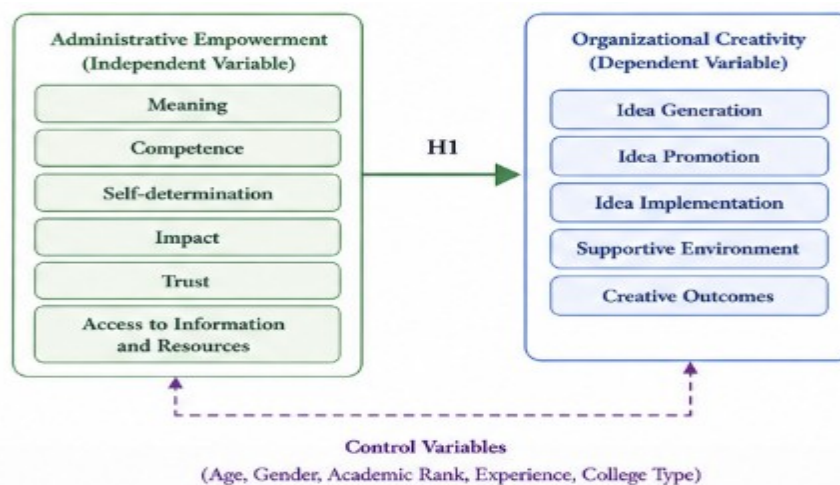 Administrative Empowerment
(Independent Variable)
Meaning
Competence
Self-determination
Impact
Trust
Access to Information
and Resources
H1
Organizational Creativity
(Dependent Variable)
Idea Generation
Idea Promotion
Idea Implementation
Supportive Environment
Creative Outcomes
Control Variables
(Age, Gender, Academic Rank, Experience, College Type)